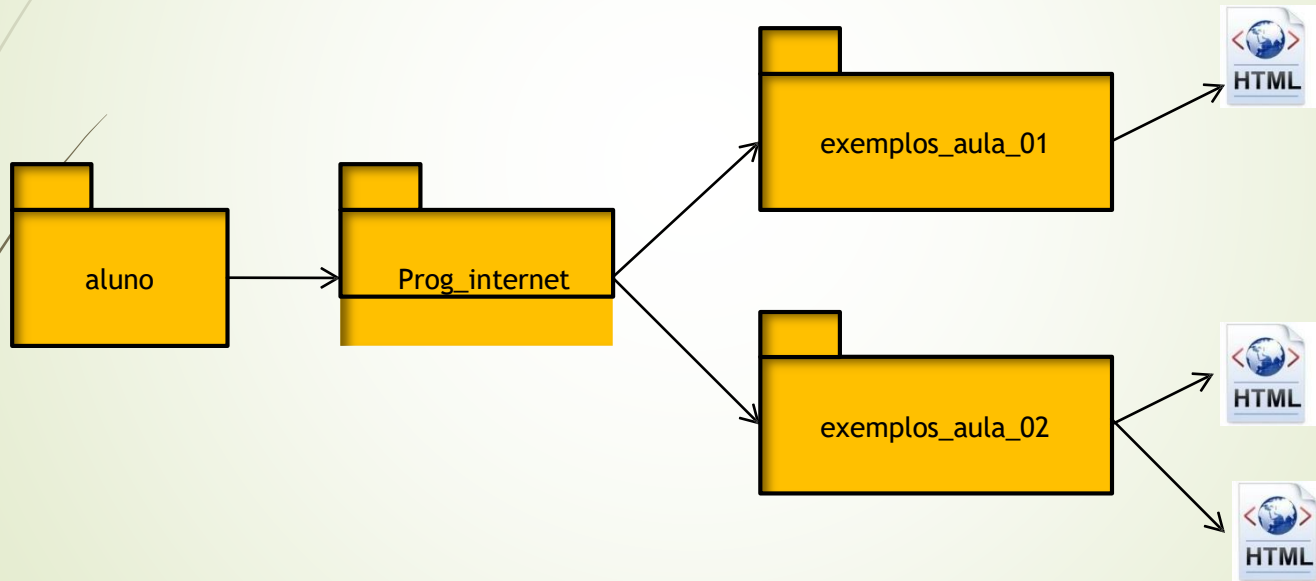 HTML
exemplos_aula_01
aluno
Prog_internet
HTML
exemplos_aula_02
HTML